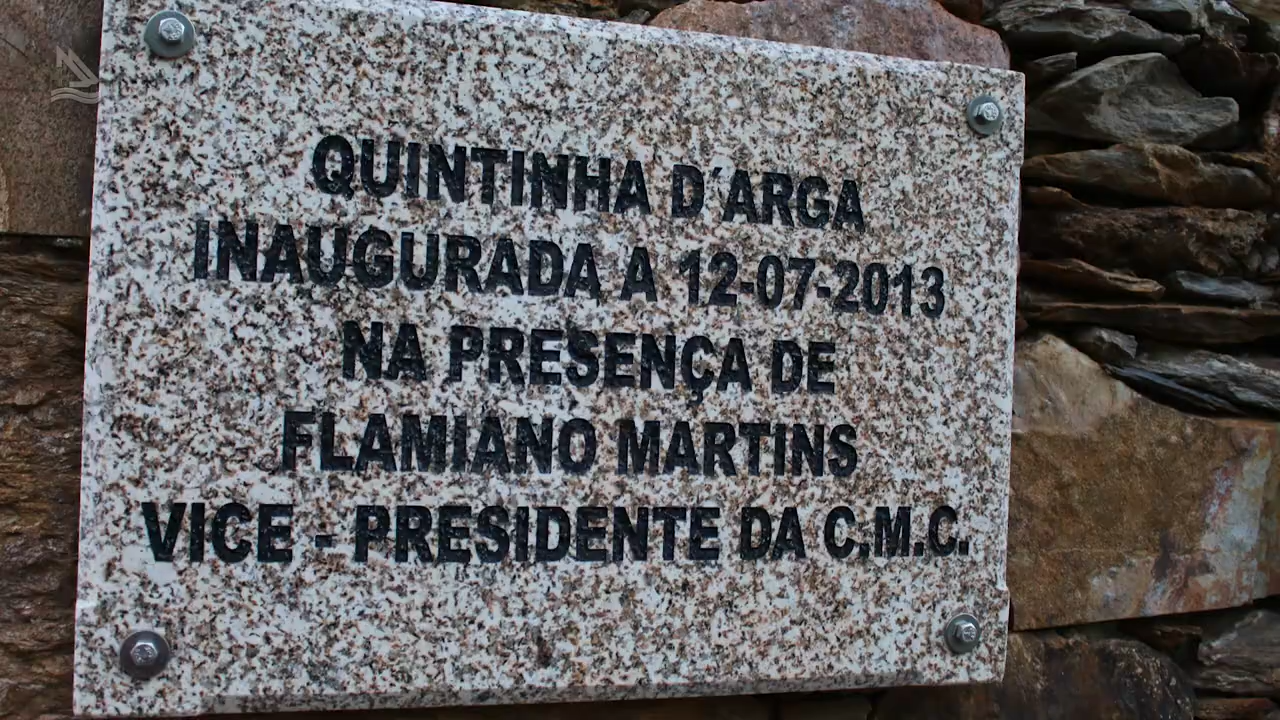 QUINTINHA D´ARGA
INAUGURADA A 12-07-2013
NA PRESENÇA DE
FLAMIANO MARTINS
VICE - PRESIDENTE DA C.M.C.